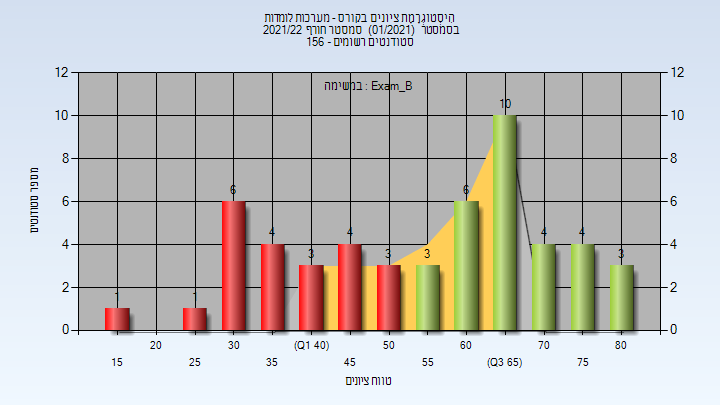 היסטוגרמת ציונים בקורס - מערכות לומדות
בסמסטר (01/2021) סמסטר חורף 2021/22
סטודנטים רשומים - 156
במשימה : Exam_B
מספר סטודנטים
12 12
10 10
8 8
6 6
4 4
2 2
0 0
1 1 6 4 3 4 3 3 6 10 4 4 3
20 30 (Q1 40) 50 60 70 80
15 25 35 45 55 (Q3 65) 75
טווח ציונים